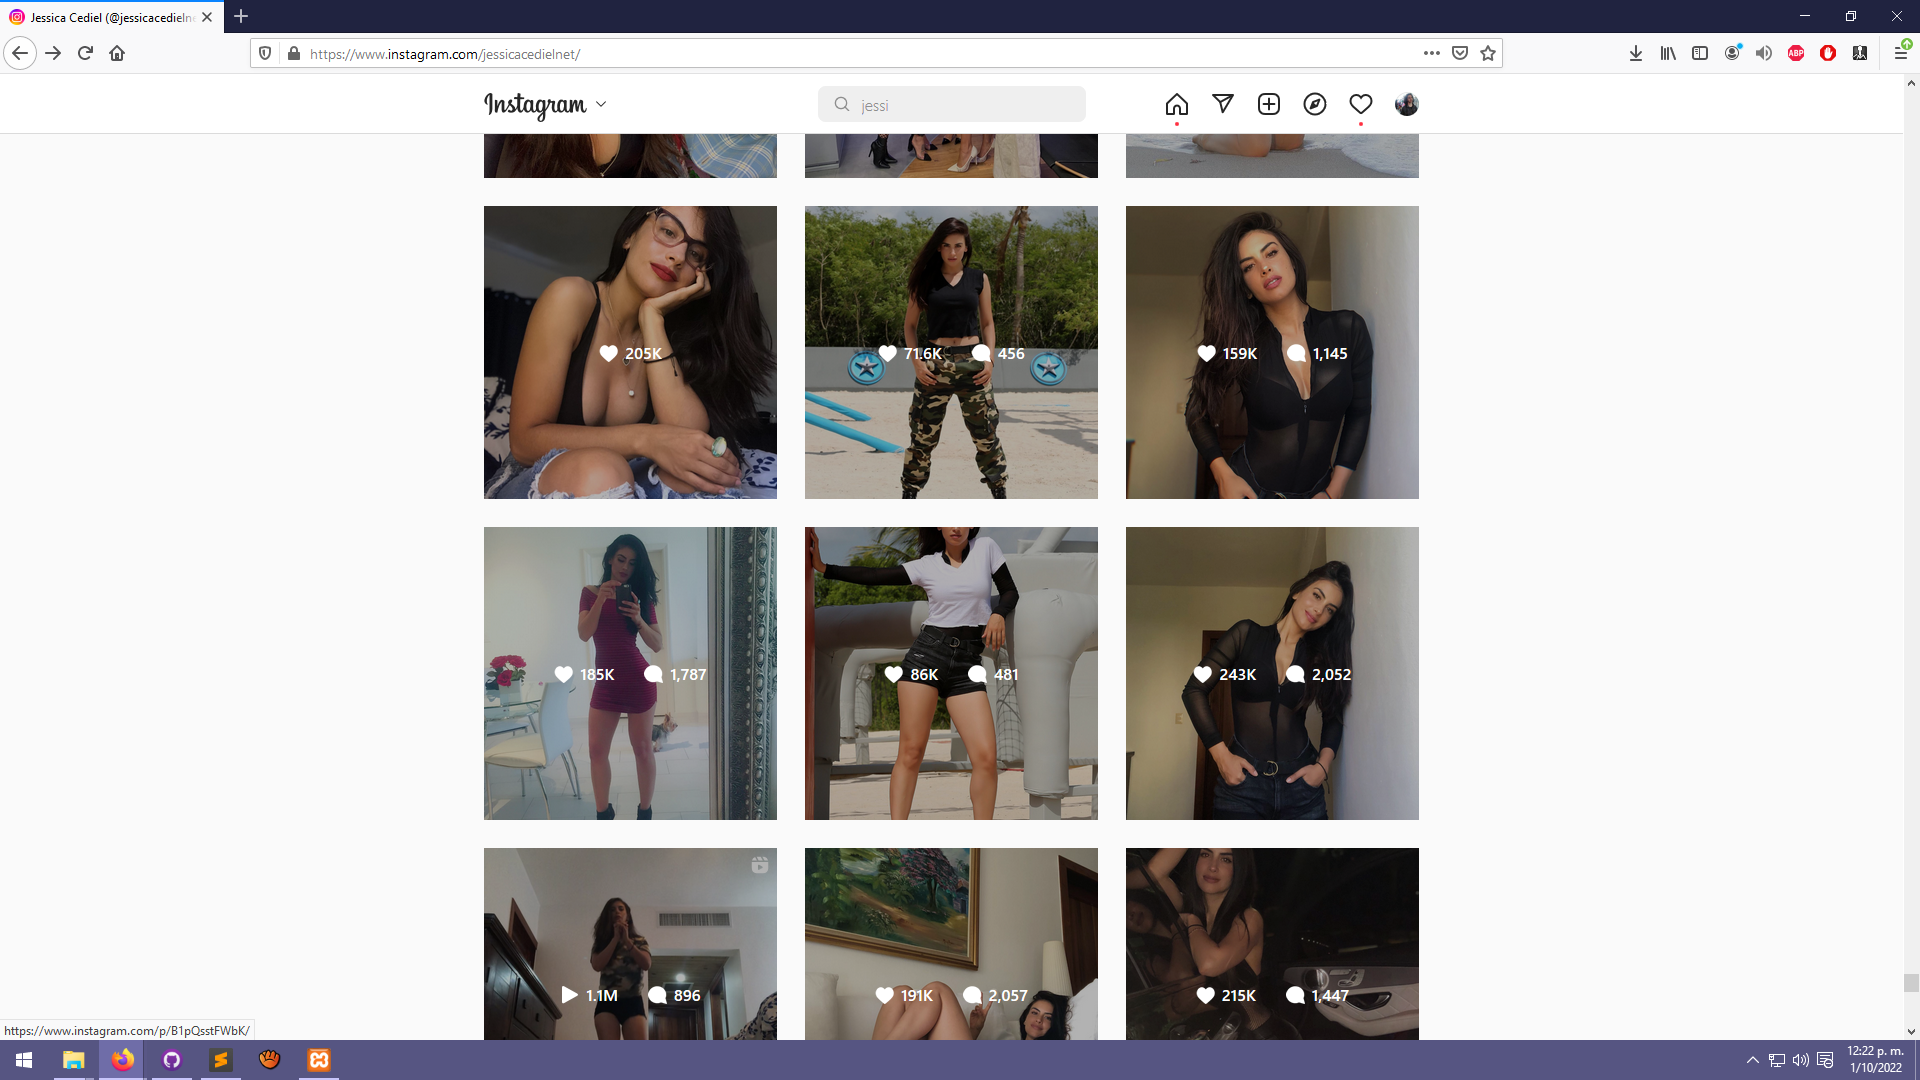 Jessica Cediel (@jessicacedielne
https://www.instagram.com/jessicacedielnet/
ABP
Instagram
jessi
205K
71.6K 456
159K 1,145
185K 1,787
86K 481
243K 2,052
1.1M 896
191K 2,057
215K 1,447
https://www.instagram.com/p/B1pQsstFWbK/
12:22 p. m.
1/10/2022